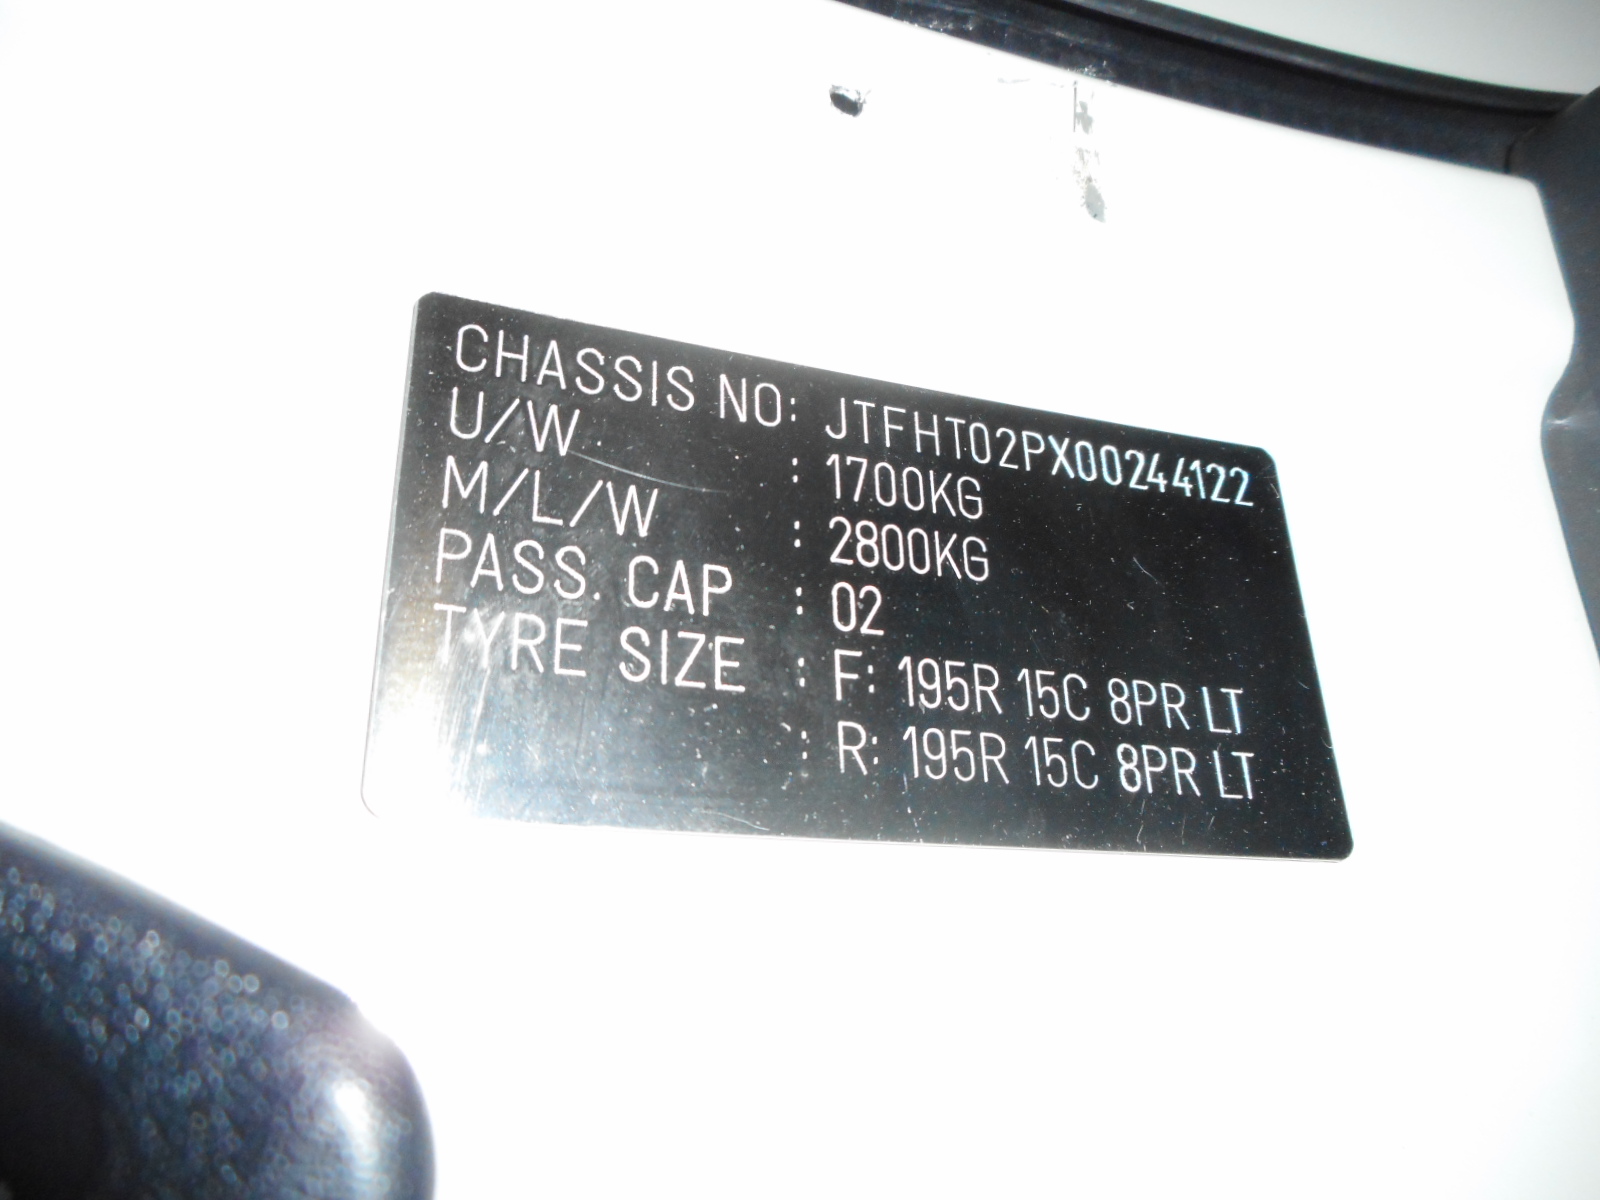 CHASSIS NO: JTFHT02PX00244122
U/W : 1700KG
M/L/W : 2800KG
PASS. CAP : 02
TYRE SIZE : F: 195R 15C 8PR LT
: R: 195R 15C 8PR LT